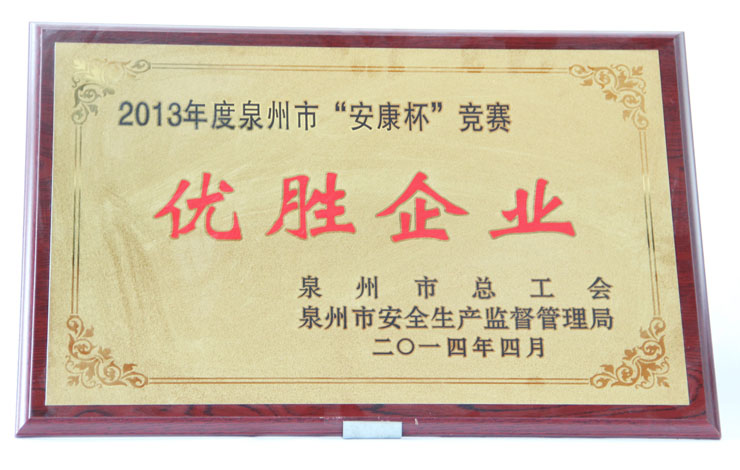 2013年度泉州市“安康杯”竞赛
优胜企业
泉州市总工会
泉州市安全生产监督管理局
二〇一四年四月